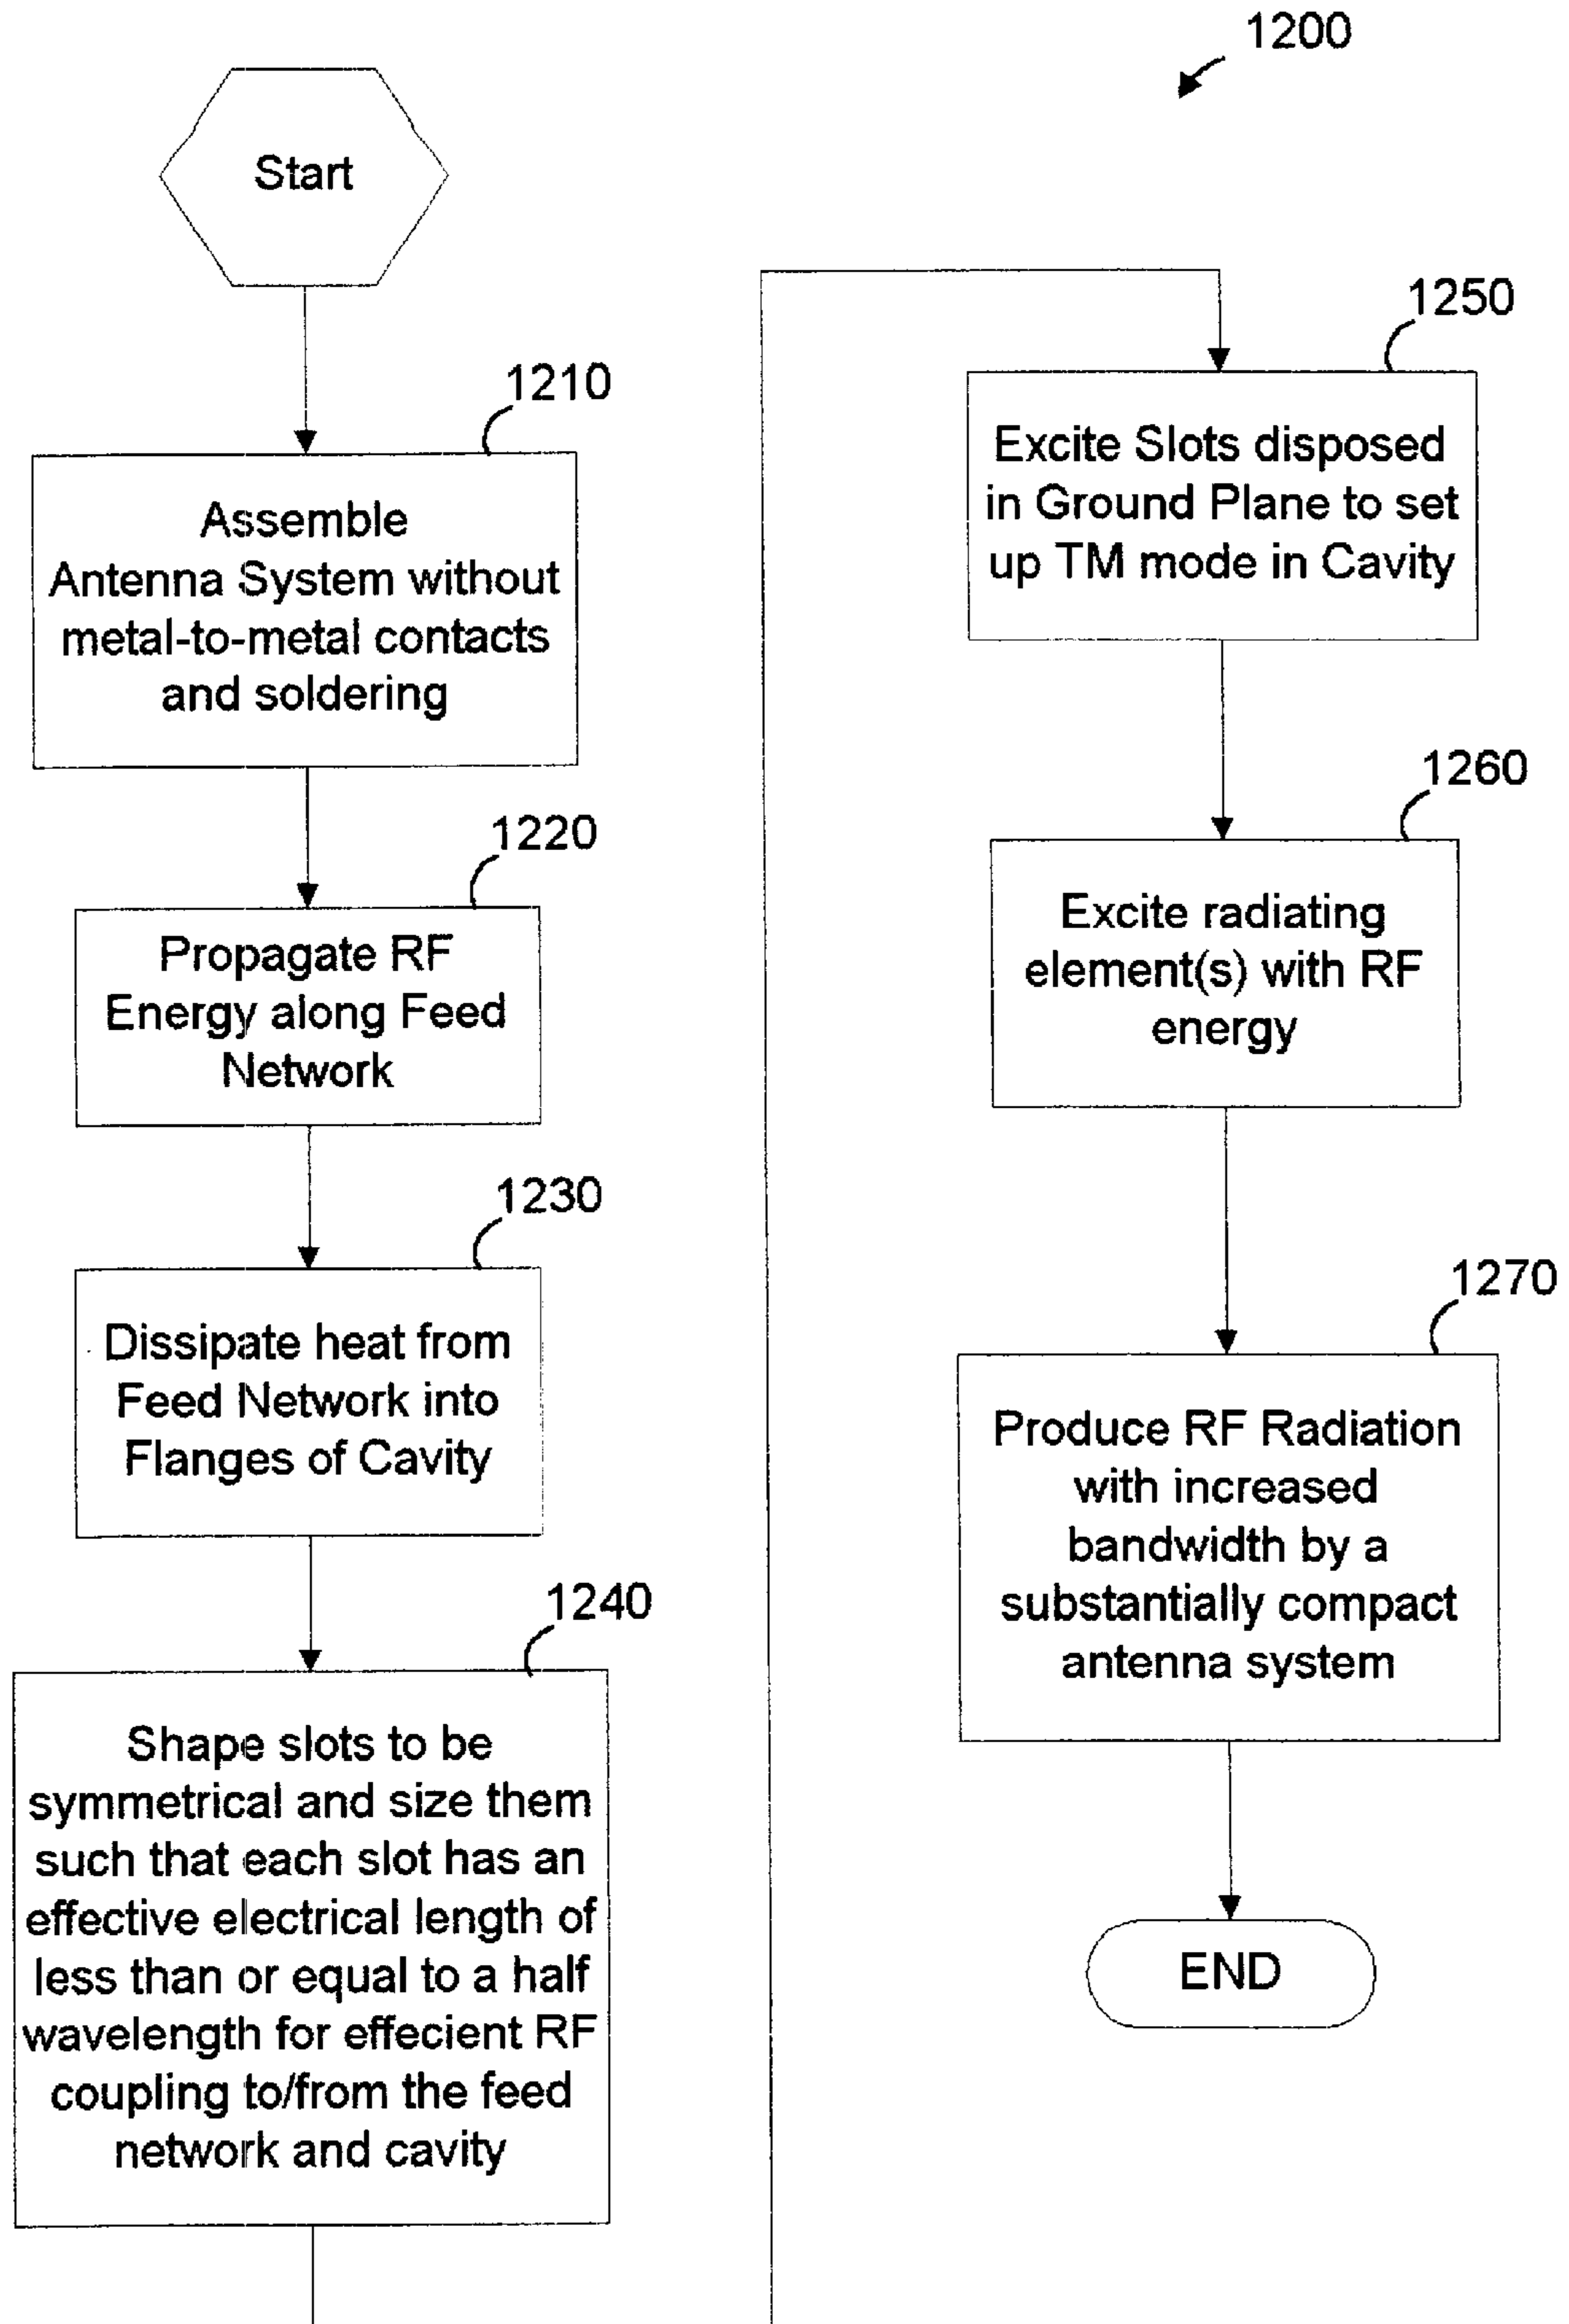 1200
Start
1210
Assemble
Antenna System without
metal-to-metal contacts
and soldering
1220
Propagate RF
Energy along Feed
Network
1230
Dissipate heat from
Feed Network into
Flanges of Cavity
1240
Shape slots to be
symmetrical and size them
such that each slot has an
effective electrical length of
less than or equal to a half
wavelength for effecient RF
coupling to/from the feed
network and cavity
1250
Excite Slots disposed
in Ground Plane to set
up TM mode in Cavity
1260
Excite radiating
element(s) with RF
energy
1270
Produce RF Radiation
with increased
bandwidth by a
substantially compact
antenna system
END